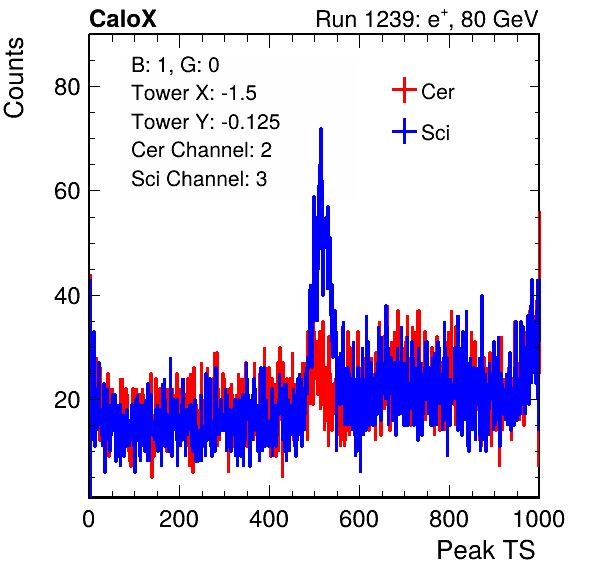 CaloX Run 1239: e⁺, 80 GeV
Counts
B: 1, G: 0
Tower X: -1.5
Tower Y: -0.125
Cer Channel: 2
Sci Channel: 3
Cer
Sci
80
60
40
20
0 200 400 600 800 1000
Peak TS